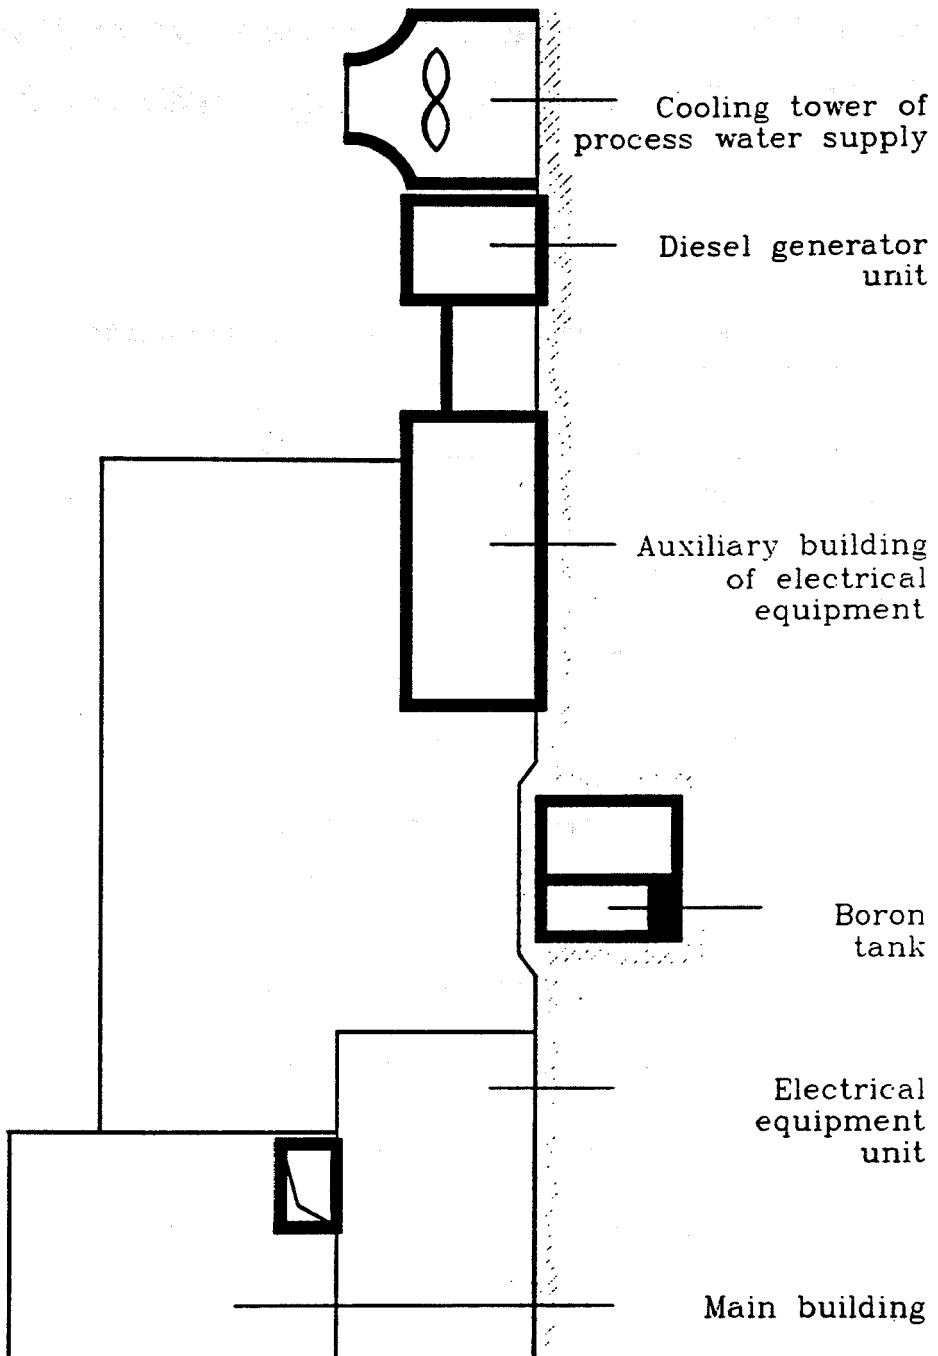 Cooling tower of
process water supply
Diesel generator
unit
Auxiliary building
of electrical
equipment
Boron
tank
Electrical
equipment
unit
Main building